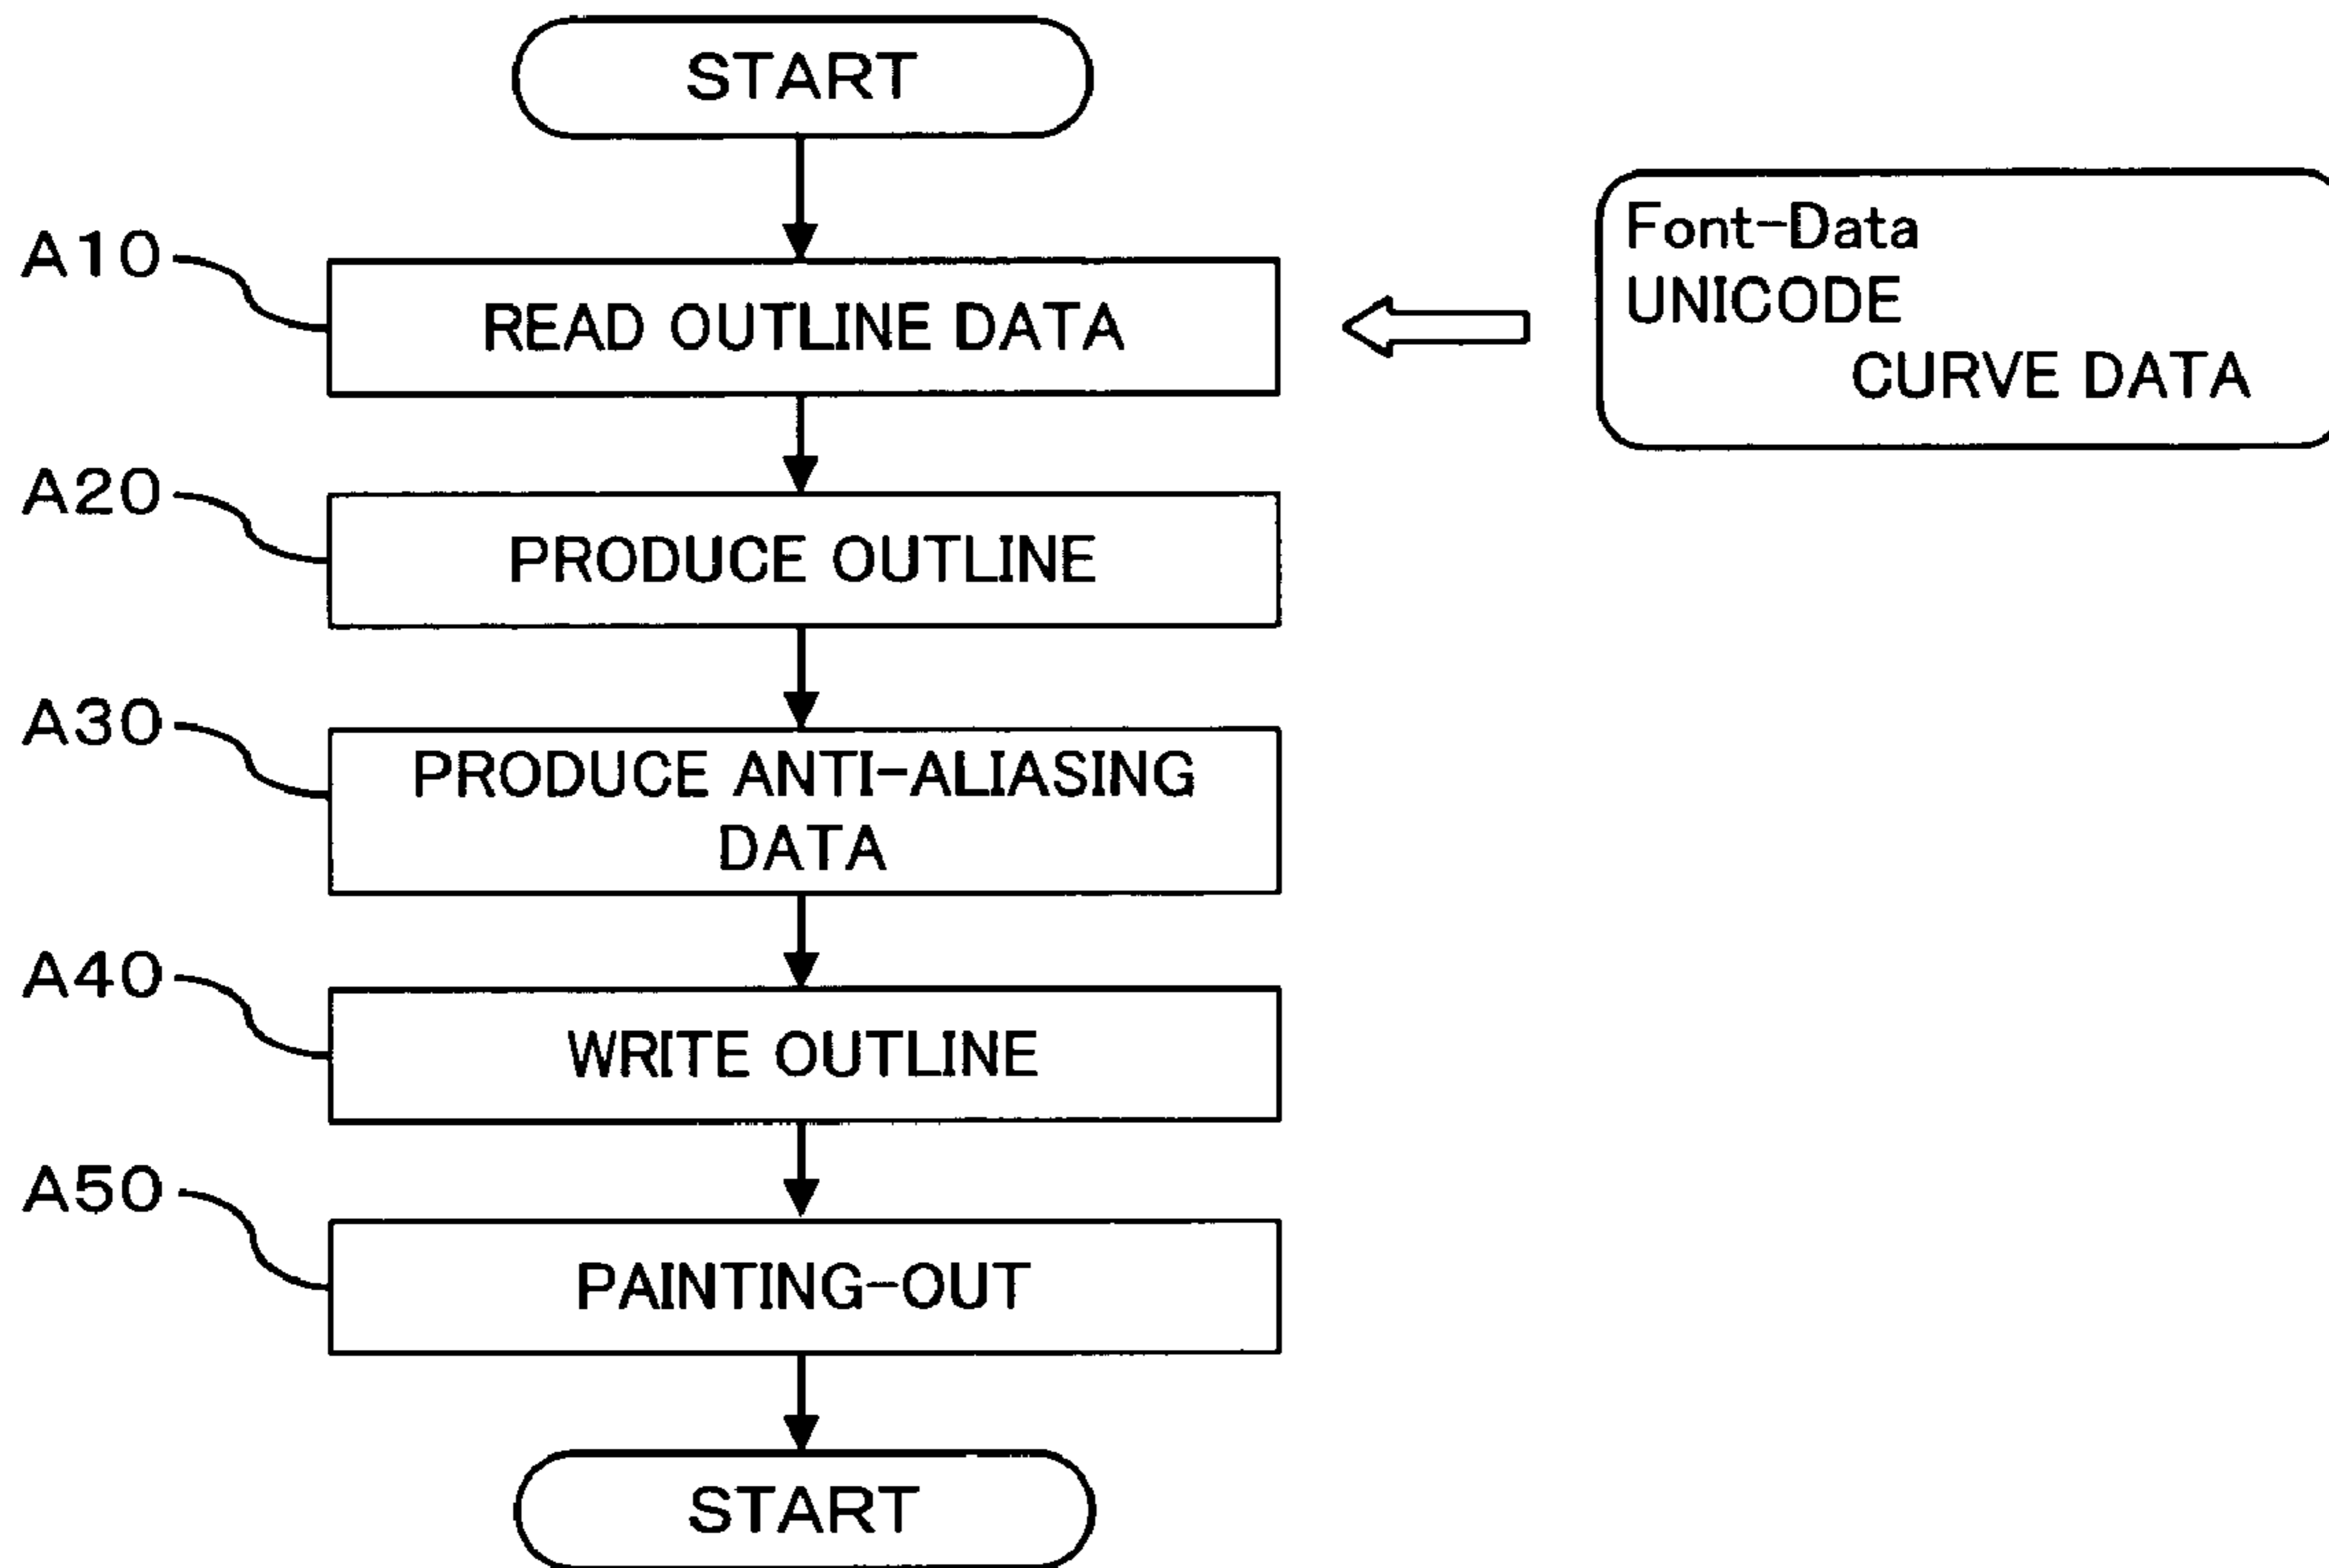 START
A10
READ OUTLINE DATA
Font-Data
UNICODE
CURVE DATA
A20
PRODUCE OUTLINE
A30
PRODUCE ANTI-ALIASING
DATA
A40
WRITE OUTLINE
A50
PAINTING-OUT
START